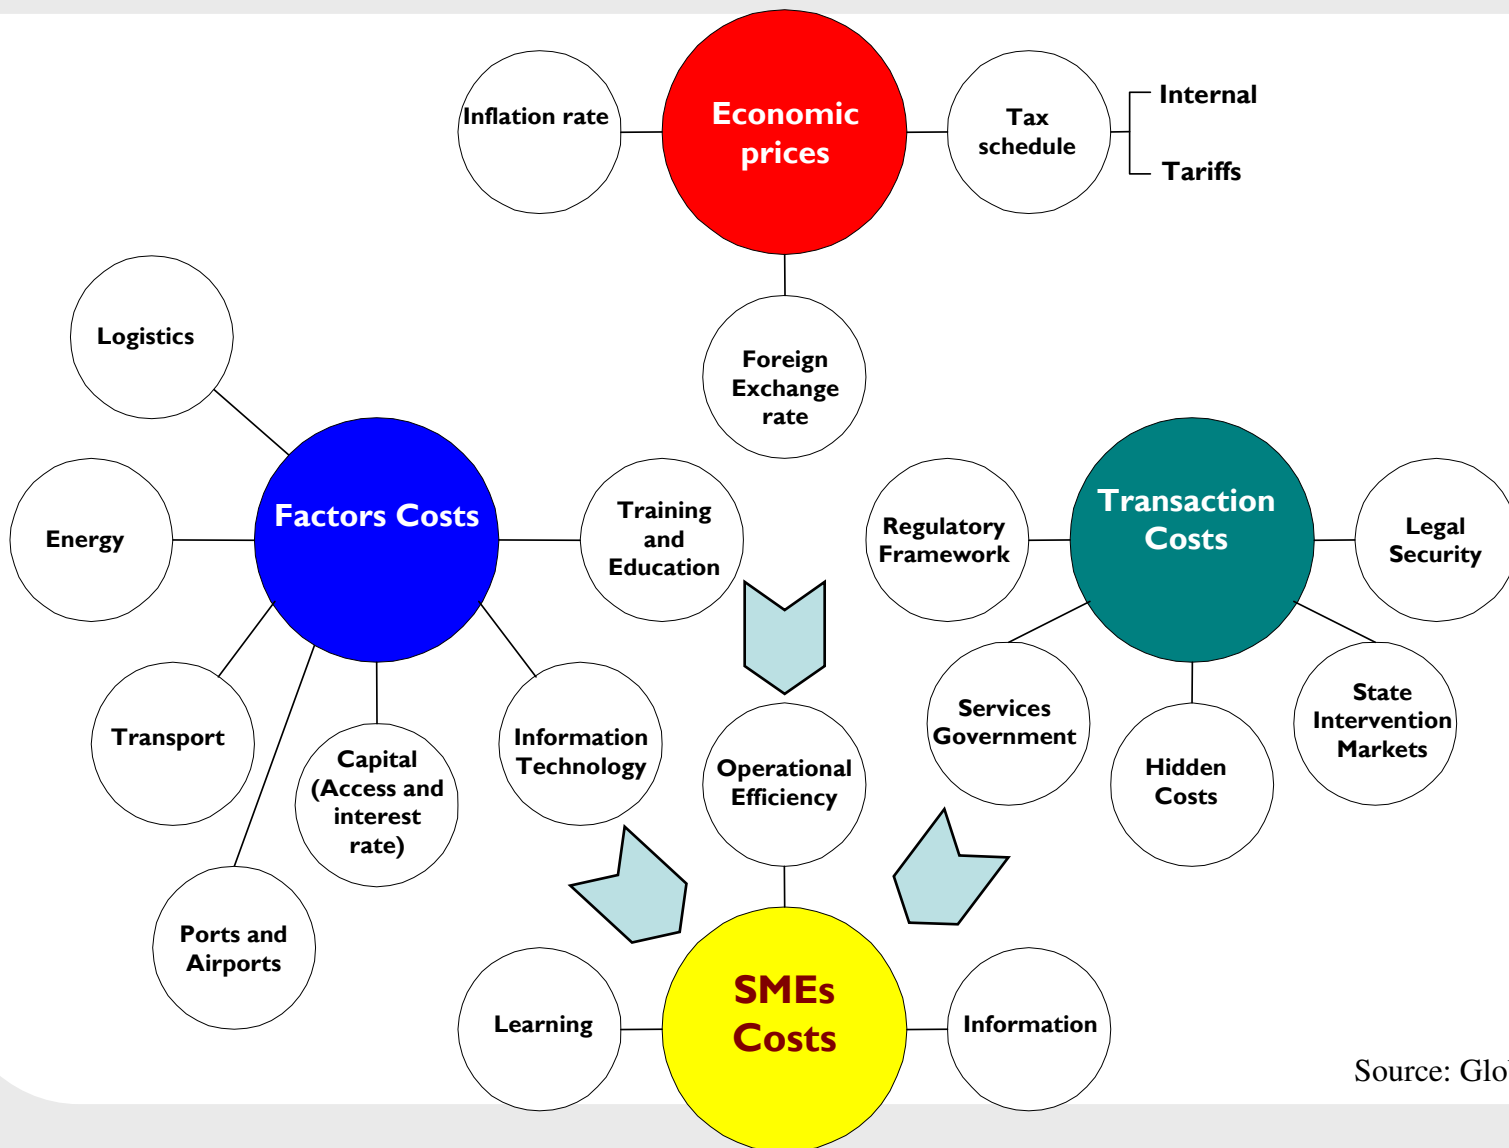 Inflation rate
Economic
prices
Tax
schedule
Internal
Tariffs
Foreign
Exchange
rate
Logistics
Factors Costs
Energy
Training
and
Education
Transport
Capital
(Access and
interest
rate)
Information
Technology
Ports and
Airports
Transaction
Costs
Regulatory
Framework
Legal
Security
Services
Government
Hidden
Costs
State
Intervention
Markets
Operational
Efficiency
SMEs
Costs
Learning
Information
Source: Glo